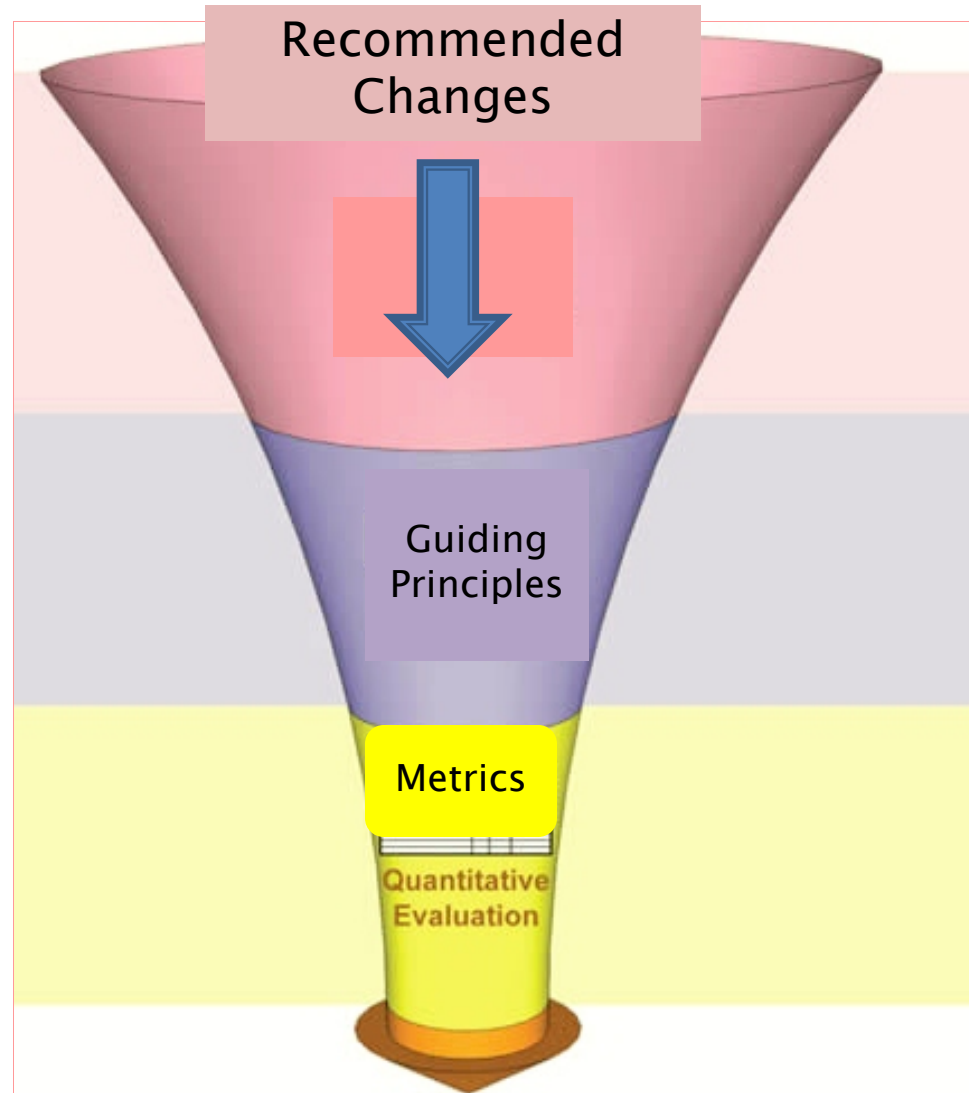 Recommended
Changes
Guiding
Principles
Metrics
Quantitative
Evaluation